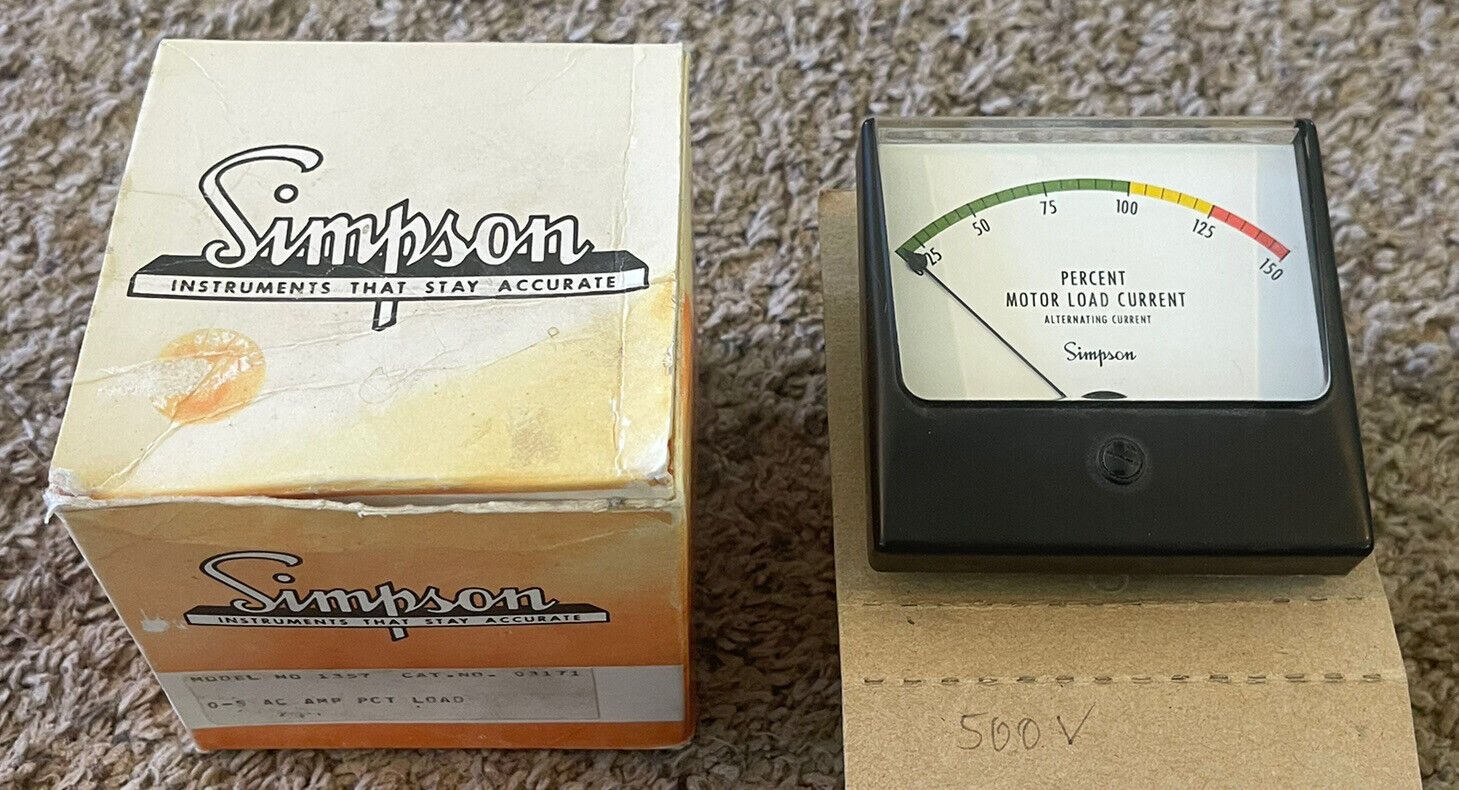 Simpson
INSTRUMENTS THAT STAY ACCURATE
Simpson
INSTRUMENTS THAT STAY ACCURATE
MODEL NO 1357 CAT.NO. 03171
0-5 AC AMP PCT LOAD
0 25 50 75 100 125 150
PERCENT
MOTOR LOAD CURRENT
ALTERNATING CURRENT
Simpson
500 V